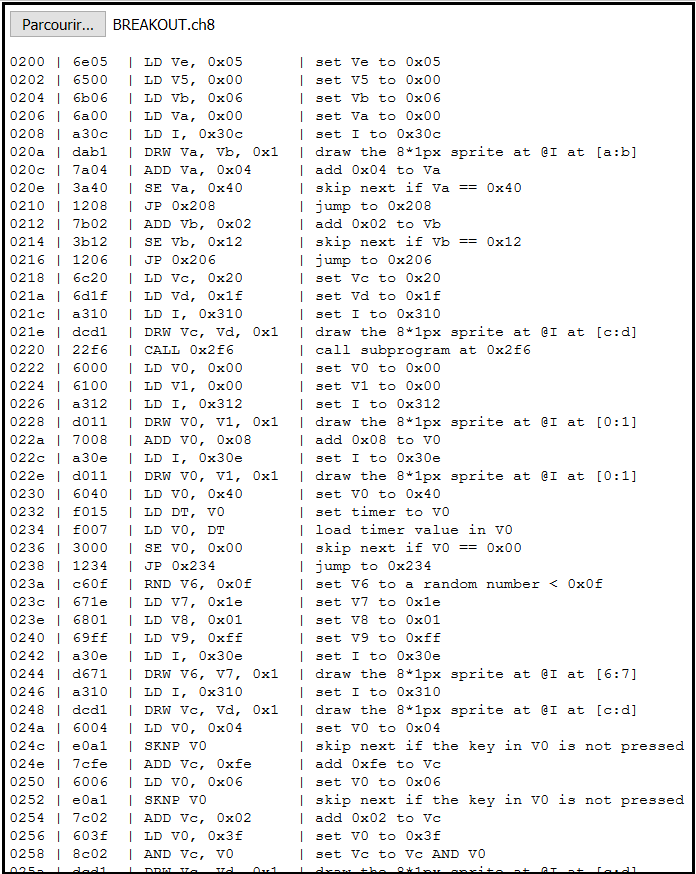 Parcourir... BREAKOUT.ch8
0200 | 6e05 | LD Ve, 0x05 | set Ve to 0x05
0202 | 6500 | LD V5, 0x00 | set V5 to 0x00
0204 | 6b06 | LD Vb, 0x06 | set Vb to 0x06
0206 | 6a00 | LD Va, 0x00 | set Va to 0x00
0208 | a30c | LD I, 0x30c | set I to 0x30c
020a | dab1 | DRW Va, Vb, 0x1 | draw the 8*1px sprite at @I at [a:b]
020c | 7a04 | ADD Va, 0x04 | add 0x04 to Va
020e | 3a40 | SE Va, 0x40 | skip next if Va == 0x40
0210 | 1208 | JP 0x208 | jump to 0x208
0212 | 7b02 | ADD Vb, 0x02 | add 0x02 to Vb
0214 | 3b12 | SE Vb, 0x12 | skip next if Vb == 0x12
0216 | 1206 | JP 0x206 | jump to 0x206
0218 | 6c20 | LD Vc, 0x20 | set Vc to 0x20
021a | 6d1f | LD Vd, 0x1f | set Vd to 0x1f
021c | a310 | LD I, 0x310 | set I to 0x310
021e | dcd1 | DRW Vc, Vd, 0x1 | draw the 8*1px sprite at @I at [c:d]
0220 | 22f6 | CALL 0x2f6 | call subprogram at 0x2f6
0222 | 6000 | LD V0, 0x00 | set V0 to 0x00
0224 | 6100 | LD V1, 0x00 | set V1 to 0x00
0226 | a312 | LD I, 0x312 | set I to 0x312
0228 | d011 | DRW V0, V1, 0x1 | draw the 8*1px sprite at @I at [0:1]
022a | 7008 | ADD V0, 0x08 | add 0x08 to V0
022c | a30e | LD I, 0x30e | set I to 0x30e
022e | d011 | DRW V0, V1, 0x1 | draw the 8*1px sprite at @I at [0:1]
0230 | 6040 | LD V0, 0x40 | set V0 to 0x40
0232 | f015 | LD DT, V0 | set timer to V0
0234 | f007 | LD V0, DT | load timer value in V0
0236 | 3000 | SE V0, 0x00 | skip next if V0 == 0x00
0238 | 1234 | JP 0x234 | jump to 0x234
023a | c60f | RND V6, 0x0f | set V6 to a random number < 0x0f
023c | 671e | LD V7, 0x1e | set V7 to 0x1e
023e | 6801 | LD V8, 0x01 | set V8 to 0x01
0240 | 69ff | LD V9, 0xff | set V9 to 0xff
0242 | a30e | LD I, 0x30e | set I to 0x30e
0244 | d671 | DRW V6, V7, 0x1 | draw the 8*1px sprite at @I at [6:7]
0246 | a310 | LD I, 0x310 | set I to 0x310
0248 | dcd1 | DRW Vc, Vd, 0x1 | draw the 8*1px sprite at @I at [c:d]
024a | 6004 | LD V0, 0x04 | set V0 to 0x04
024c | e0a1 | SKNP V0 | skip next if the key in V0 is not pressed
024e | 7cfe | ADD Vc, 0xfe | add 0xfe to Vc
0250 | 6006 | LD V0, 0x06 | set V0 to 0x06
0252 | e0a1 | SKNP V0 | skip next if the key in V0 is not pressed
0254 | 7c02 | ADD Vc, 0x02 | add 0x02 to Vc
0256 | 603f | LD V0, 0x3f | set V0 to 0x3f
0258 | 8c02 | AND Vc, V0 | set Vc to Vc AND V0
025a | dcd1 | DRW Vc, Vd, 0x1 | draw the 8*1px sprite at @I at [c:d]